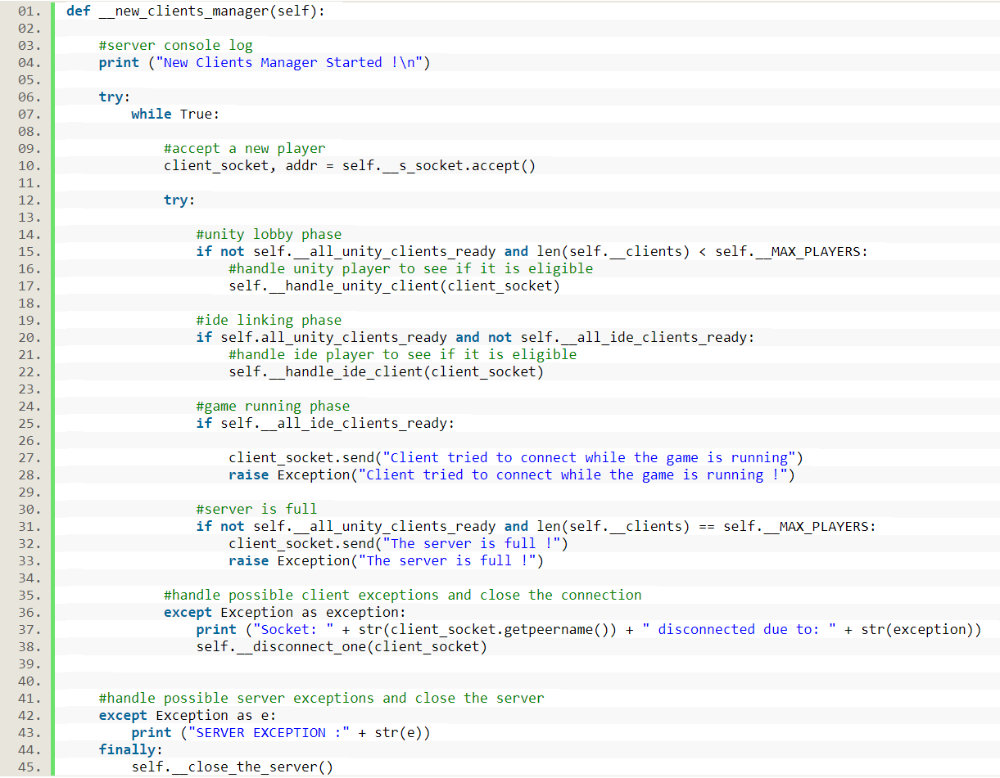 01. def __new_clients_manager(self):
02.
03.     #server console log
04.     print ("New Clients Manager Started !\n")
05.
06.     try:
07.         while True:
08.
09.             #accept a new player
10.             client_socket, addr = self.__s_socket.accept()
11.
12.             try:
13.
14.                 #unity lobby phase
15.                 if not self.__all_unity_clients_ready and len(self.__clients) < self.__MAX_PLAYERS:
16.                     #handle unity player to see if it is eligible
17.                     self.__handle_unity_client(client_socket)
18.
19.                 #ide linking phase
20.                 if self.all_unity_clients_ready and not self.__all_ide_clients_ready:
21.                     #handle ide player to see if it is eligible
22.                     self.__handle_ide_client(client_socket)
23.
24.                 #game running phase
25.                 if self.__all_ide_clients_ready:
26.
27.                     client_socket.send("Client tried to connect while the game is running")
28.                     raise Exception("Client tried to connect while the game is running !")
29.
30.                 #server is full
31.                 if not self.__all_unity_clients_ready and len(self.__clients) == self.__MAX_PLAYERS:
32.                     client_socket.send("The server is full !")
33.                     raise Exception("The server is full !")
34.
35.             #handle possible client exceptions and close the connection
36.             except Exception as exception:
37.                 print ("Socket: " + str(client_socket.getpeername()) + " disconnected due to: " + str(exception))
38.                 self.__disconnect_one(client_socket)
39.
40.
41.     #handle possible server exceptions and close the server
42.     except Exception as e:
43.         print ("SERVER EXCEPTION :" + str(e))
44.     finally:
45.         self.__close_the_server()